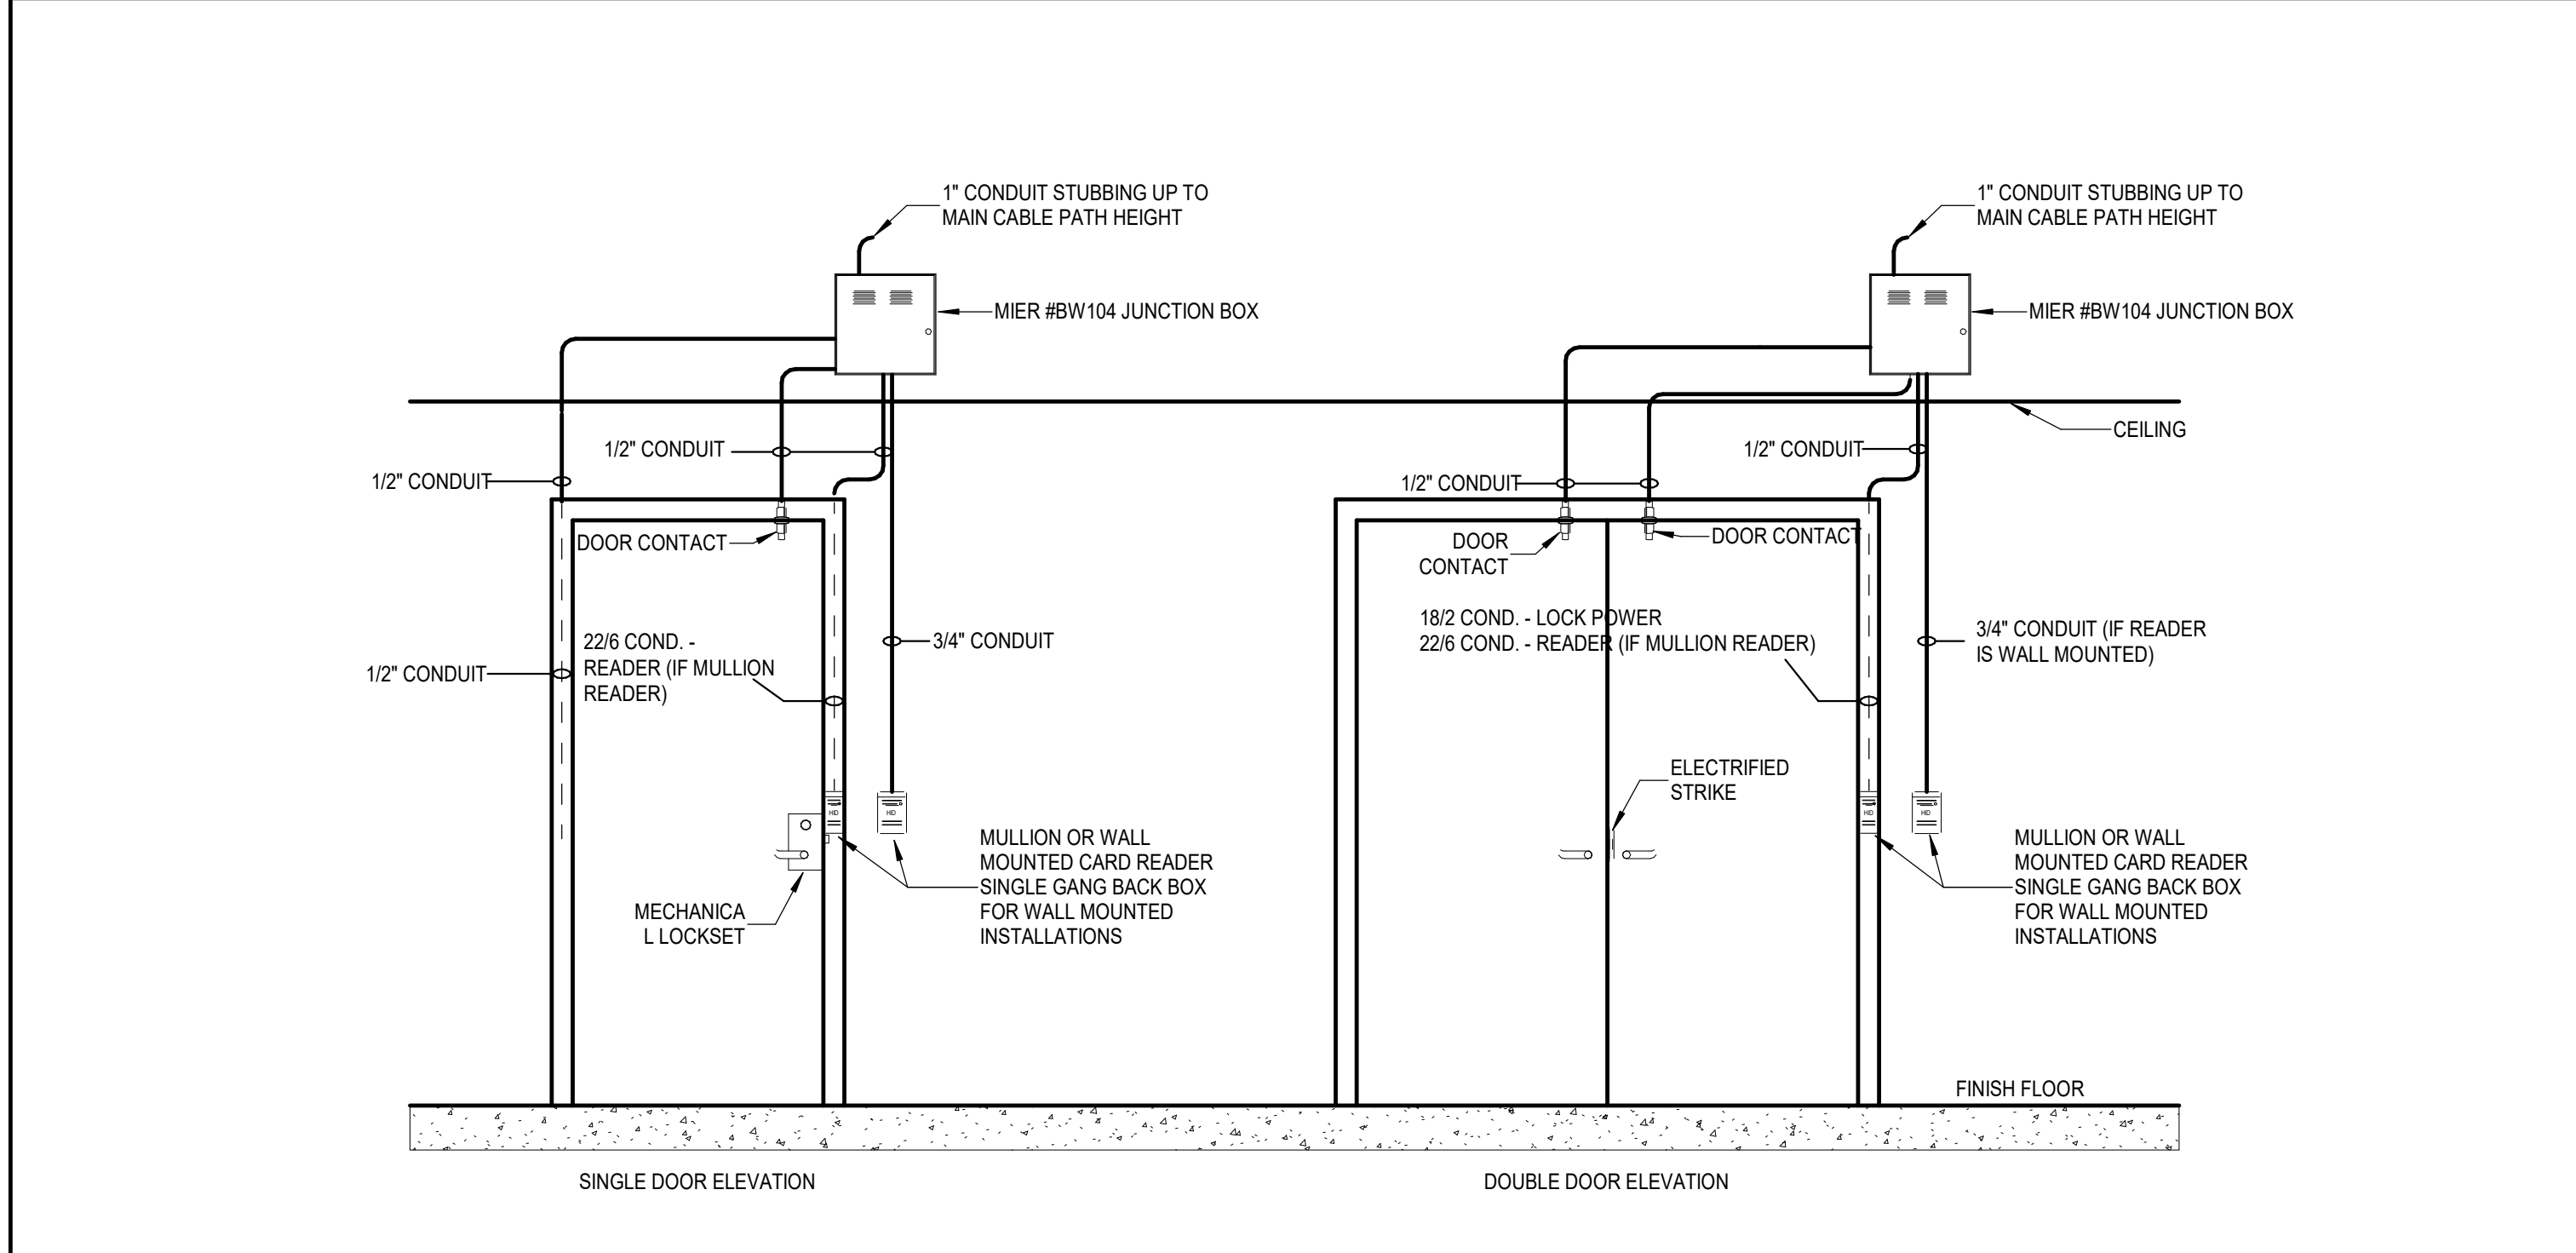 1" CONDUIT STUBBING UP TO
MAIN CABLE PATH HEIGHT
MIER #BW104 JUNCTION BOX
1/2" CONDUIT
1/2" CONDUIT
DOOR CONTACT
22/6 COND. -
READER (IF MULLION
READER)
1/2" CONDUIT
3/4" CONDUIT
HID
HID
MECHANICA
L LOCKSET
MULLION OR WALL
MOUNTED CARD READER
SINGLE GANG BACK BOX
FOR WALL MOUNTED
INSTALLATIONS
SINGLE DOOR ELEVATION
1" CONDUIT STUBBING UP TO
MAIN CABLE PATH HEIGHT
MIER #BW104 JUNCTION BOX
CEILING
1/2" CONDUIT
1/2" CONDUIT
DOOR
CONTACT
DOOR CONTACT
18/2 COND. - LOCK POWER
22/6 COND. - READER (IF MULLION READER)
3/4" CONDUIT (IF READER
IS WALL MOUNTED)
ELECTRIFIED
STRIKE
HID
HID
MULLION OR WALL
MOUNTED CARD READER
SINGLE GANG BACK BOX
FOR WALL MOUNTED
INSTALLATIONS
FINISH FLOOR
DOUBLE DOOR ELEVATION